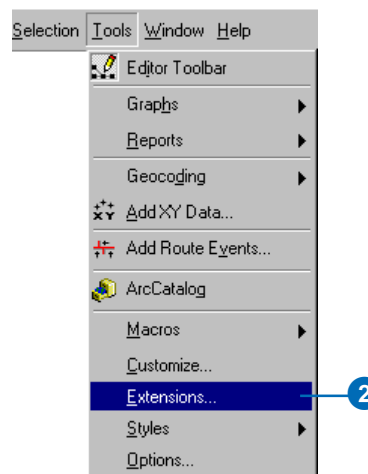 Selection Tools Window Help
Editor Toolbar
Graphs
Reports
Geocoding
Add XY Data...
Add Route Events...
ArcCatalog
Macros
Customize...
Extensions...
2
Styles
Options...